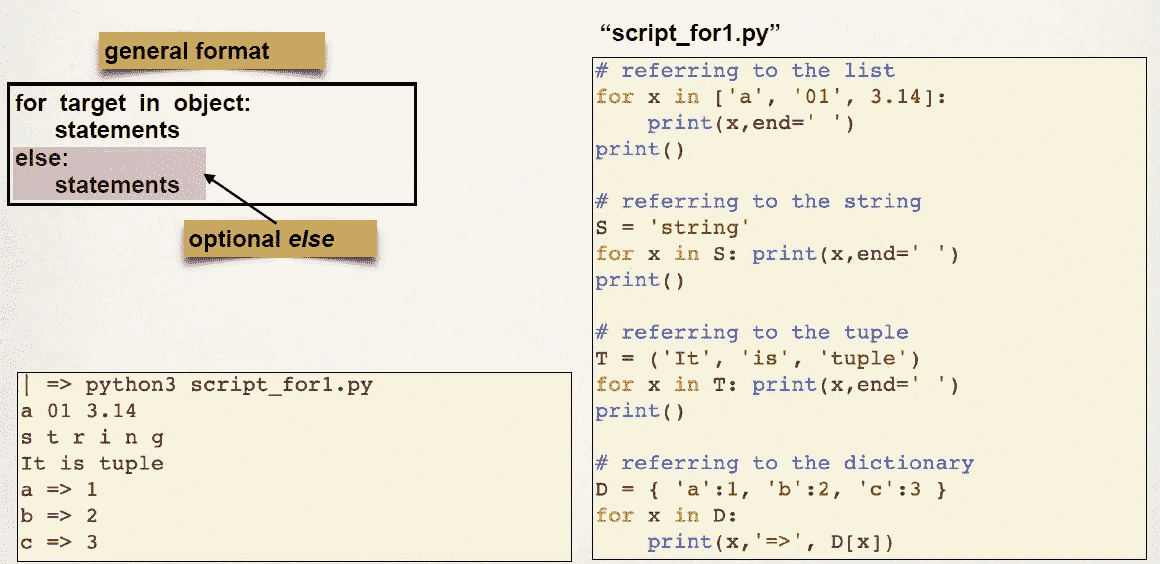 general format
for target in object:
    statements
else:
    statements
optional else
| => python3 script_for1.py
a 01 3.14
s t r i n g
It is tuple
a => 1
b => 2
c => 3
“script_for1.py”
# referring to the list
for x in ['a', '01', 3.14]:
    print(x,end=' ')
print()
# referring to the string
S = 'string'
for x in S: print(x,end=' ')
print()
# referring to the tuple
T = ('It', 'is', 'tuple')
for x in T: print(x,end=' ')
print()
# referring to the dictionary
D = { 'a':1, 'b':2, 'c':3 }
for x in D:
    print(x,'=>', D[x])